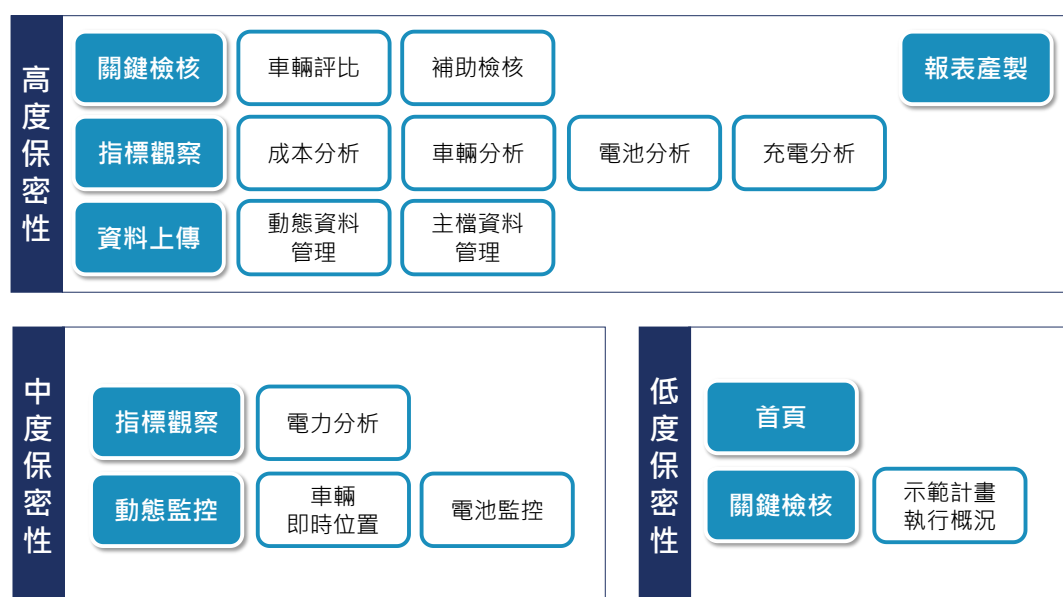 高度保密性
關鍵檢核
車輛評比
補助檢核
報表產製
指標觀察
成本分析
車輛分析
電池分析
充電分析
資料上傳
動態資料
管理
主檔資料
管理
中度保密性
指標觀察
電力分析
動態監控
車輛
即時位置
電池監控
低度保密性
首頁
關鍵檢核
示範計畫
執行概況